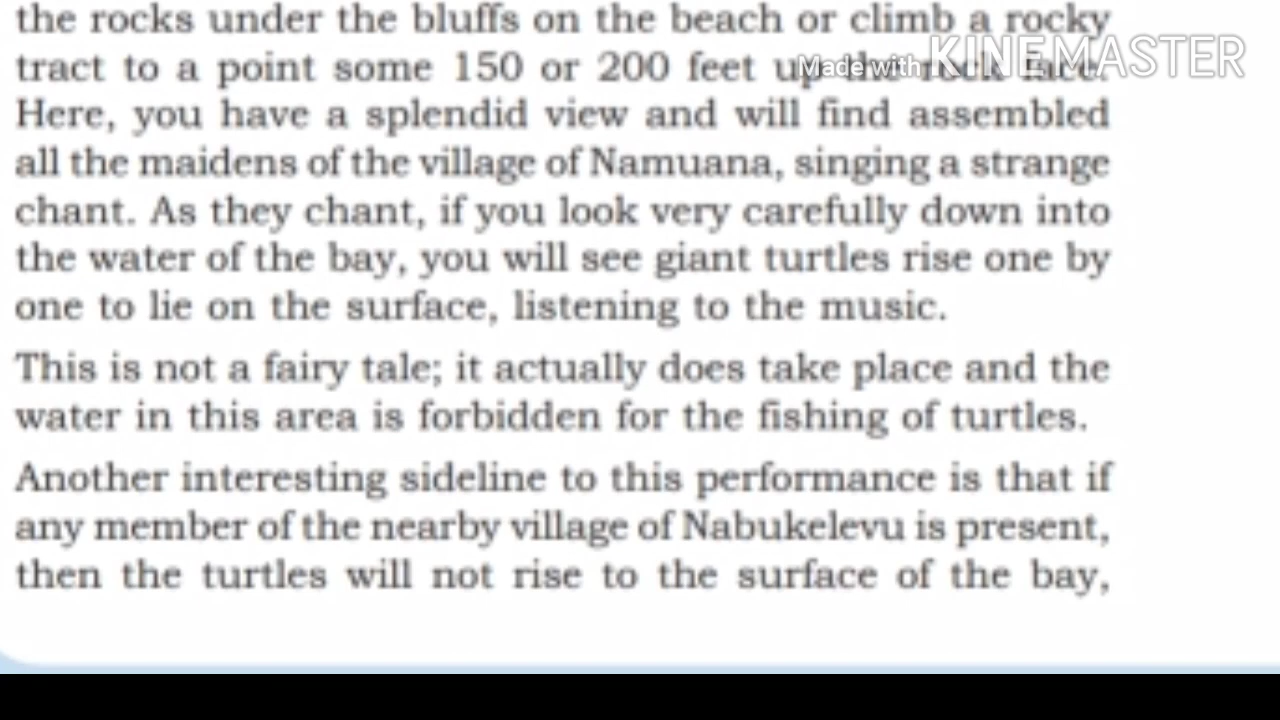 the rocks under the bluffs on the beach or climb a rocky
tract to a point some 150 or 200 feet up the rock face.
Made with KINEMASTER
Here, you have a splendid view and will find assembled
all the maidens of the village of Namuana, singing a strange
chant. As they chant, if you look very carefully down into
the water of the bay, you will see giant turtles rise one by
one to lie on the surface, listening to the music.
This is not a fairy tale; it actually does take place and the
water in this area is forbidden for the fishing of turtles.
Another interesting sideline to this performance is that if
any member of the nearby village of Nabukelevu is present,
then the turtles will not rise to the surface of the bay,